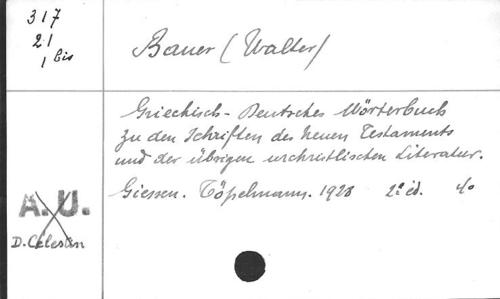 317
21
1 bis
Bauer (Walter)
Griechisch-Deutsches Wörterbuch
zu den Schriften des Neuen Testaments
und der übrigen urchristlichen Literatur.
Giessen. Töpelmann. 1928 2e ed. 4o
A.U.
D. Célestin